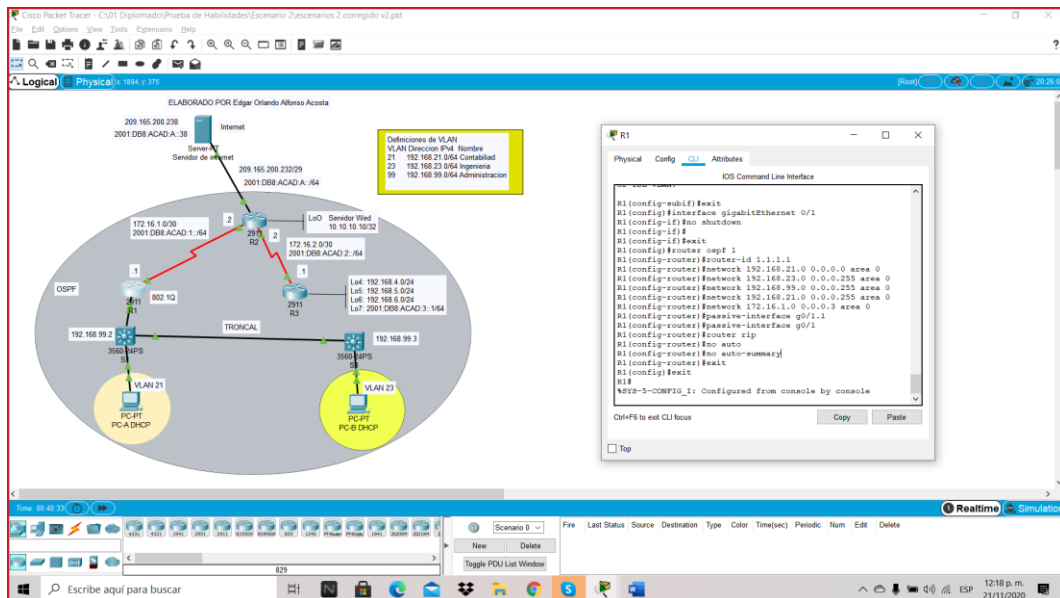 Cisco Packet Tracer - C:\01 Diplomado\Prueba de Habilidades\Escenario 2\escenarios 2 corregido v2.pkt
File Edit Options View Tools Extensions Help
Logical
Physical
x: 1894, y: 375
[Root]
20:26:0
ELABORADO POR Edgar Orlando Alfonso Acosta
209.165.200.238
2001:DB8:ACAD:A::38
Internet
Server-PT
Servidor de internet
Definiciones de VLAN
VLAN Direccion IPv4 Nombre
21 192.168.21.0/64 Contabiliad
23 192.168.23.0/64 Ingenieria
99 192.168.99.0/64 Administracion
209.165.200.232/29
2001:DB8:ACAD:A::/64
.2
2911
R2
LoO Senidor Wed
10.10.10.10/32
172.16.1.0/30
2001:DB8:ACAD:1::/64
.2
172.16.2.0/30
2001:DB8:ACAD:2::/64
.1
.1
OSPF
2911
R1
802.1Q
2911
R3
Lo4: 192.168.4.0/24
Lo5: 192.168.5.0/24
Lo6: 192.168.6.0/24
Lo7: 2001:DB8:ACAD:3::1/64
192.168.99.2
TRONCAL
192.168.99.3
3560-24PS
3560-24PS
VLAN 21
VLAN 23
PC-PT
PC-A DHCP
PC-PT
PC-B DHCP
R1
Physical Config CLI Attributes
IOS Command Line Interface
R1(config-subif)#exit
R1(config)#interface gigabitEthernet 0/1
R1(config-if)#no shutdown
R1(config-if)#
R1(config-if)#exit
R1(config)#router ospf 1
R1(config-router)#router-id 1.1.1.1
R1(config-router)#network 192.168.21.0 0.0.0.0 area 0
R1(config-router)#network 192.168.23.0 0.0.0.255 area 0
R1(config-router)#network 192.168.99.0 0.0.0.255 area 0
R1(config-router)#network 192.168.21.0 0.0.0.255 area 0
R1(config-router)#network 172.16.1.0 0.0.0.3 area 0
R1(config-router)#passive-interface g0/1.1
R1(config-router)#passive-interface g0/1
R1(config-router)#router rip
R1(config-router)#no auto
R1(config-router)#no auto-summary
R1(config-router)#exit
R1(config)#exit
R1#
%SYS-5-CONFIG_I: Configured from console by console
Ctrl+F6 to exit CLI focus
Copy
Paste
Top
Time: 00:40:33
Realtime
Simulation
4331 4321 1941 2901 2911
829 1240
1841
829
Scenario 0
New
Delete
Toggle PDU List Window
Fire Last Status Source Destination Type Color Time(sec) Periodic Num Edit Delete
Escribe aquí para buscar
ESP
12:18 p. m.
21/11/2020